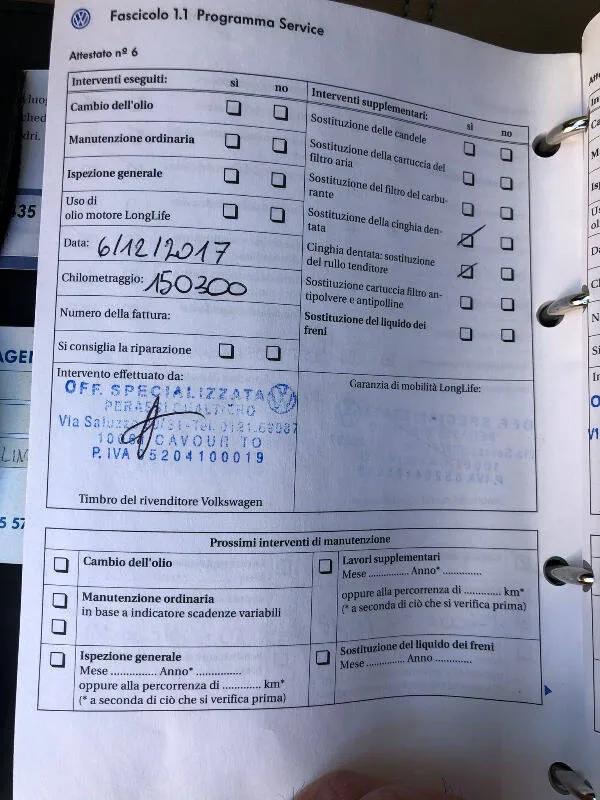 Fascicolo 1.1 Programma Service
Attestato nº 6
Interventi eseguiti: sì no
Cambio dell'olio
Manutenzione ordinaria
Ispezione generale
Uso di
olio motore LongLife
Data: 6/12/2017
Chilometraggio: 150300
Numero della fattura:
Si consiglia la riparazione
Interventi supplementari: sì no
Sostituzione delle candele
Sostituzione della cartuccia del
filtro aria
Sostituzione del filtro del carbu-
rante
Sostituzione della cinghia den-
tata
Cinghia dentata: sostituzione
del rullo tenditore
Sostituzione cartuccia filtro an-
tipolvere e antipolline
Sostituzione del liquido dei
freni
Intervento effettuato da:
OFF. SPECIALIZZATA
Via
CAVOUR TO
P. IVA 05204100019
Timbro del rivenditore Volkswagen
Garanzia di mobilità LongLife:
Prossimi interventi di manutenzione
Cambio dell'olio
Manutenzione ordinaria
in base a indicatore scadenze variabili
Ispezione generale
Mese .............. Anno* ..............
oppure alla percorrenza di ............ km*
(* a seconda di ciò che si verifica prima)
Lavori supplementari
Mese .............. Anno* ..............
oppure alla percorrenza di ............ km*
(* a seconda di ciò che si verifica prima)
Sostituzione del liquido dei freni
Mese .............. Anno .............